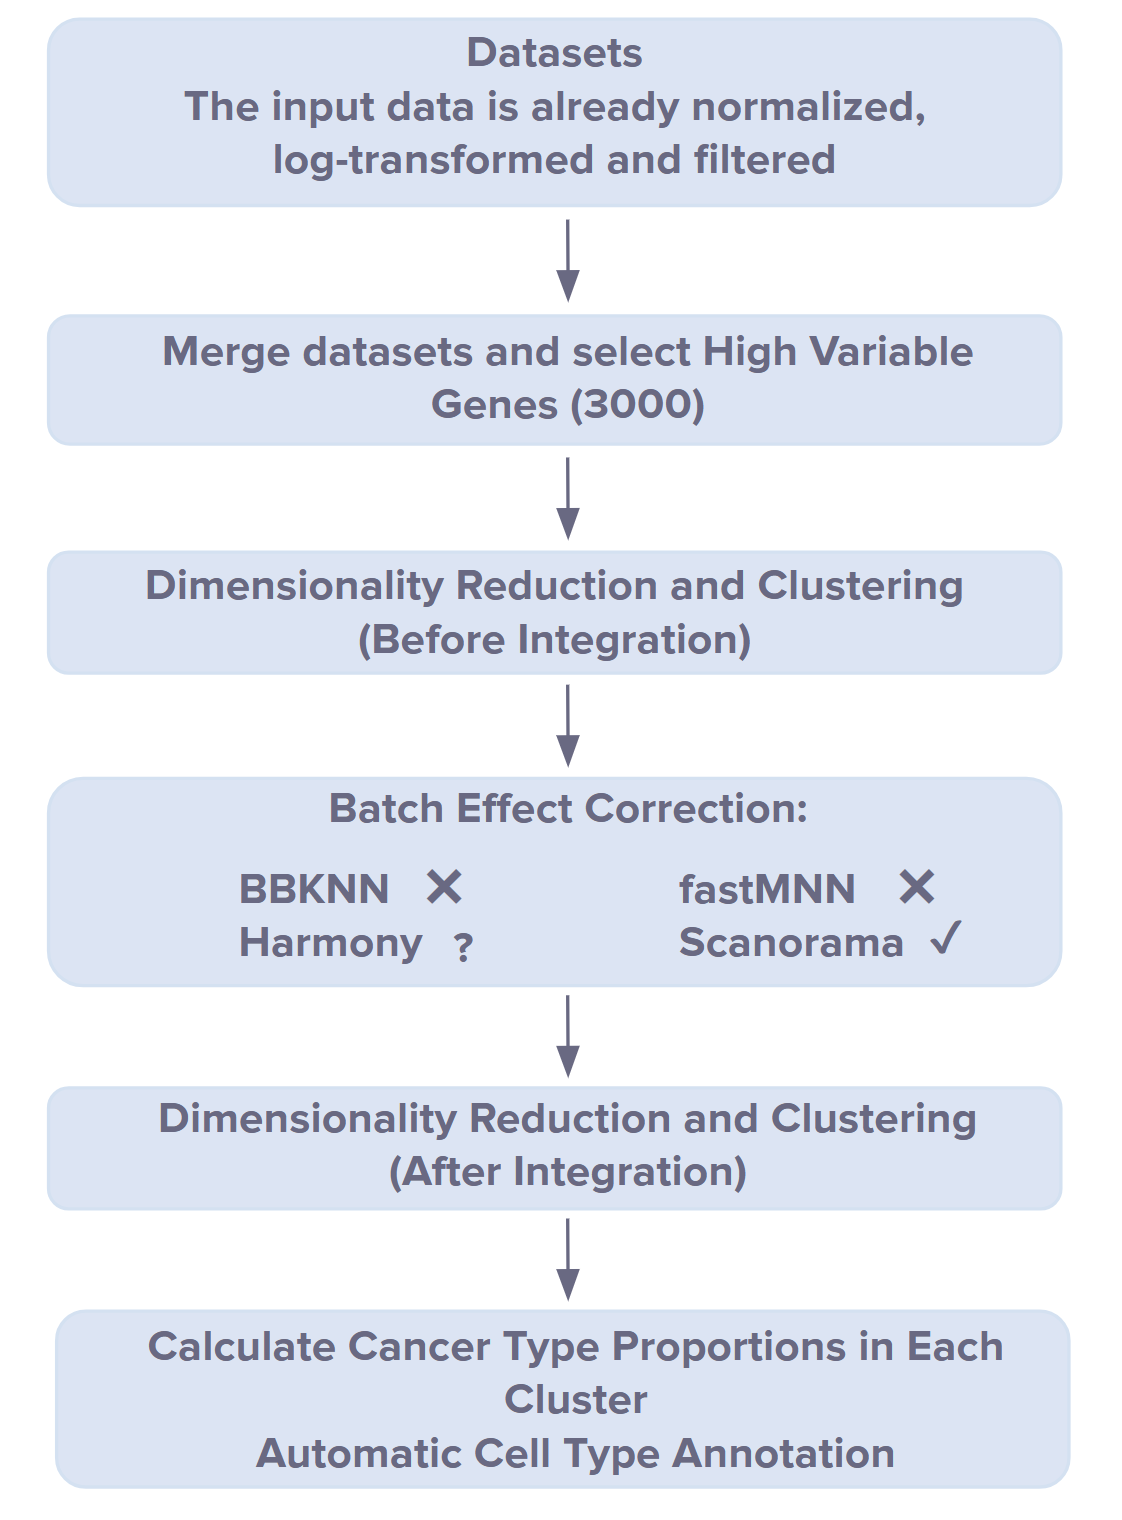 Datasets
The input data is already normalized,
log-transformed and filtered
Merge datasets and select High Variable
Genes (3000)
Dimensionality Reduction and Clustering
(Before Integration)
Batch Effect Correction:
BBKNN ✕ fastMNN ✕
Harmony ? Scanorama ✓
Dimensionality Reduction and Clustering
(After Integration)
Calculate Cancer Type Proportions in Each
Cluster
Automatic Cell Type Annotation